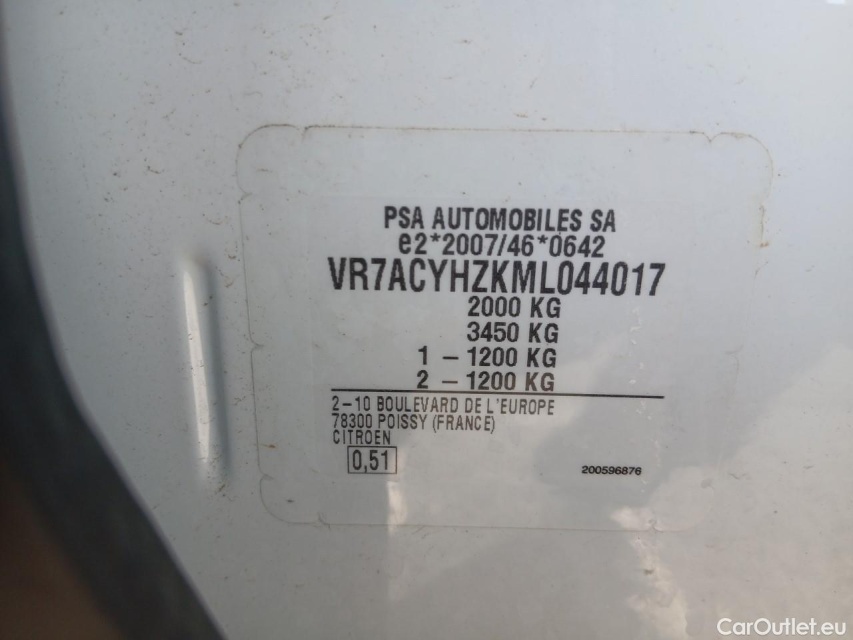 PSA AUTOMOBILES SA
e2*2007/46*0642
VR7ACYHZKML044017
2000 KG
3450 KG
1 – 1200 KG
2 – 1200 KG
2–10 BOULEVARD DE L'EUROPE
78300 POISSY (FRANCE)
CITROEN
0,51
200596876
CarOutlet.eu